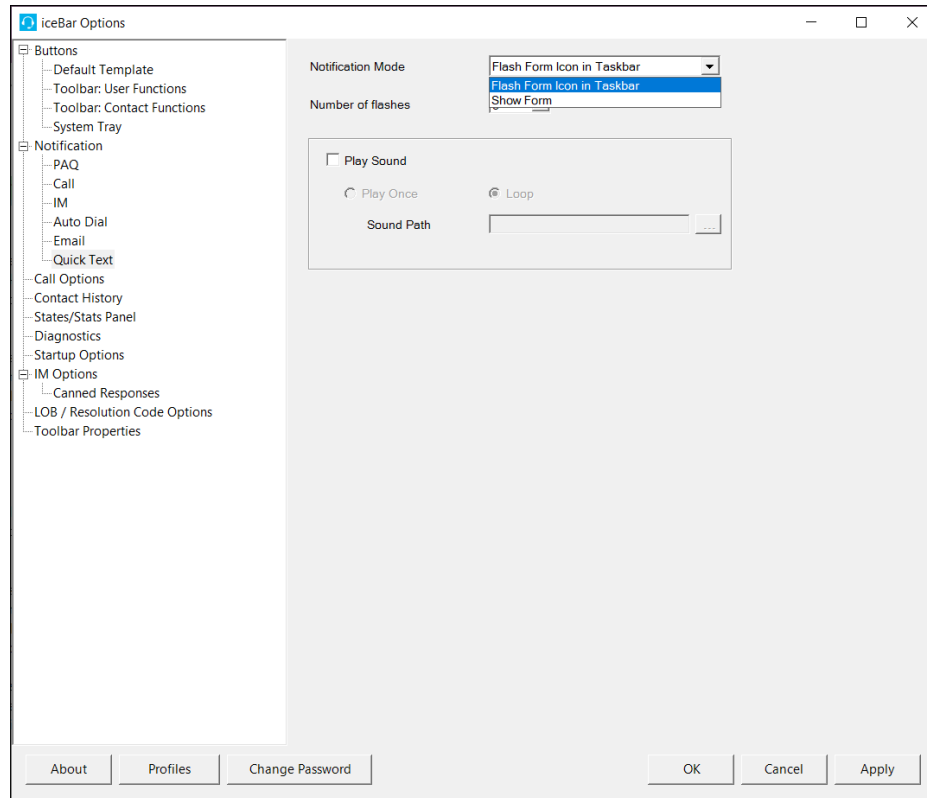 iceBar Options
Buttons
Default Template
Toolbar: User Functions
Toolbar: Contact Functions
System Tray
Notification
PAQ
Call
IM
Auto Dial
Email
Quick Text
Call Options
Contact History
States/Stats Panel
Diagnostics
Startup Options
IM Options
Canned Responses
LOB / Resolution Code Options
Toolbar Properties
Notification Mode Flash Form Icon in Taskbar
Flash Form Icon in Taskbar
Show Form
Number of flashes
Play Sound
Play Once Loop
Sound Path ...
About Profiles Change Password OK Cancel Apply